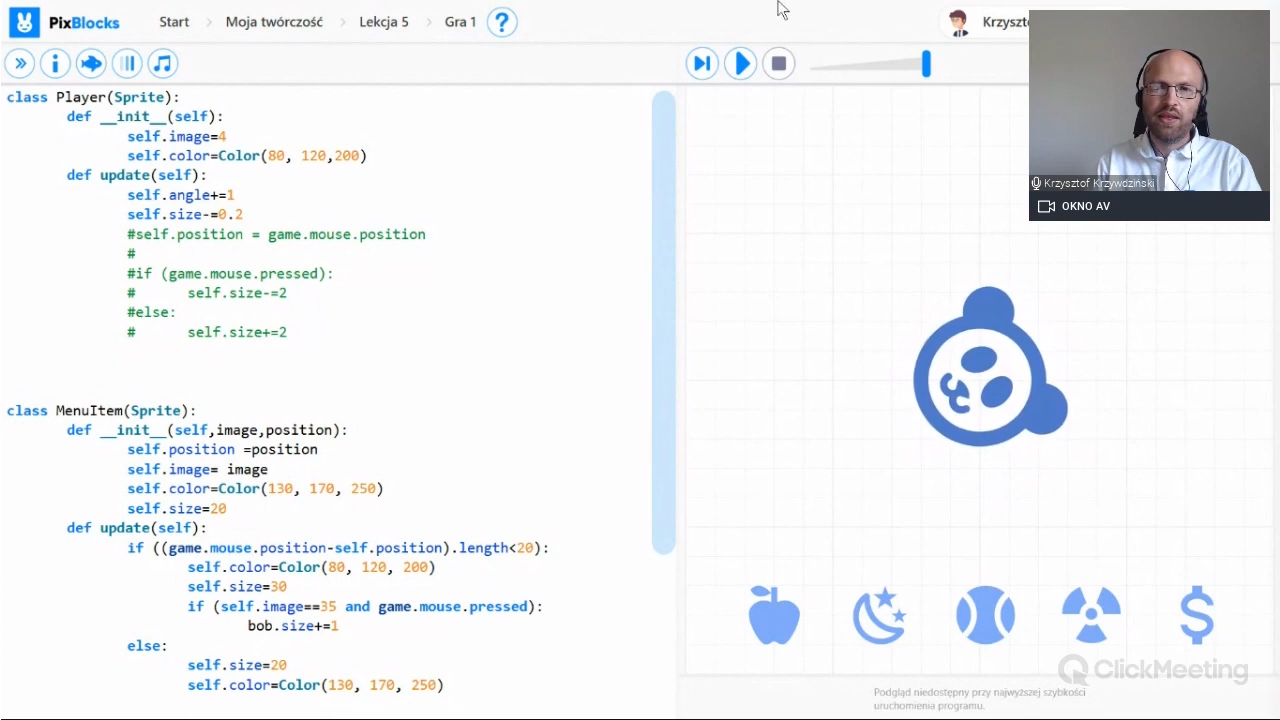 PixBlocks Start Moja twórczość Lekcja 5 Gra 1 ? Krzyszto
class Player(Sprite):
def __init__(self):
self.image=4
self.color=Color(80, 120,200)
def update(self):
self.angle+=1
self.size-=0.2
#self.position = game.mouse.position
#
#if (game.mouse.pressed):
# self.size-=2
#else:
# self.size+=2
class MenuItem(Sprite):
def __init__(self,image,position):
self.position =position
self.image= image
self.color=Color(130, 170, 250)
self.size=20
def update(self):
if ((game.mouse.position-self.position).length<20):
self.color=Color(80, 120, 200)
self.size=30
if (self.image==35 and game.mouse.pressed):
bob.size+=1
else:
self.size=20
self.color=Color(130, 170, 250)
Krzysztof Krzywdziński
OKNO AV
ClickMeeting
Podgląd niedostępny przy najwyższej szybkości
uruchomienia programu.